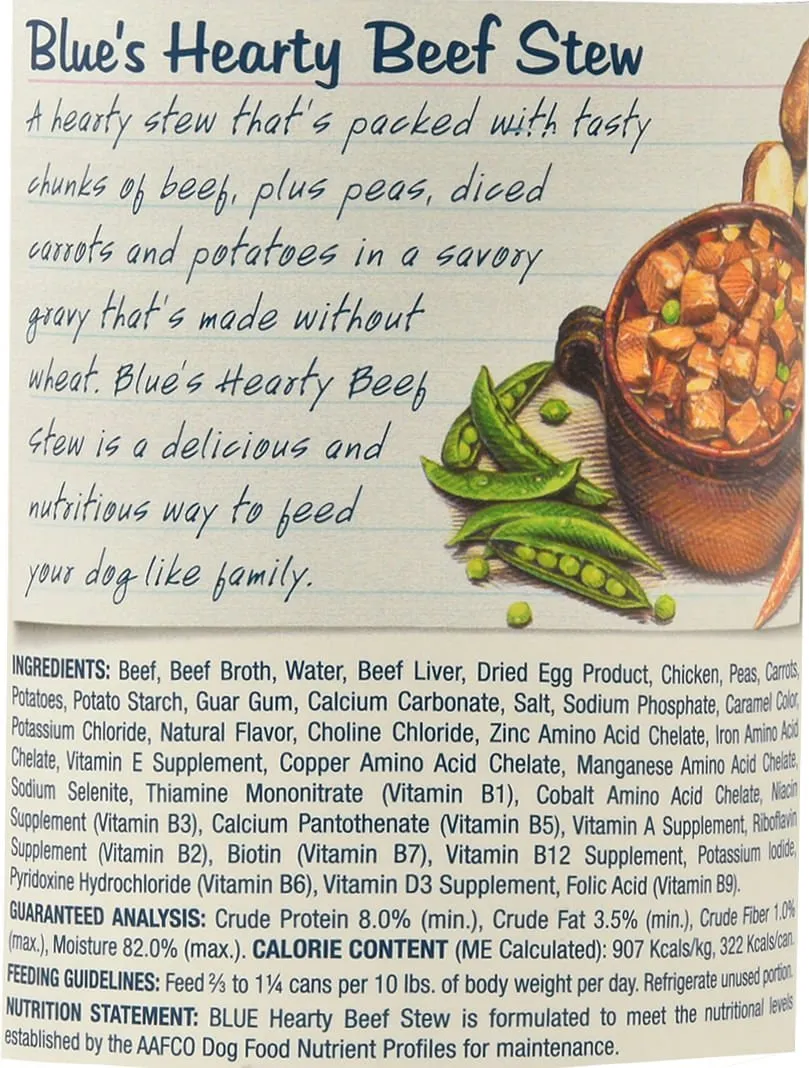 Blue's Hearty Beef Stew
A hearty stew that's packed with tasty
chunks of beef, plus peas, diced
carrots and potatoes in a savory
gravy that's made without
wheat. Blue's Hearty Beef
Stew is a delicious and
nutritious way to feed
your dog like family.
INGREDIENTS: Beef, Beef Broth, Water, Beef Liver, Dried Egg Product, Chicken, Peas, Carrots,
Potatoes, Potato Starch, Guar Gum, Calcium Carbonate, Salt, Sodium Phosphate, Caramel Color,
Potassium Chloride, Natural Flavor, Choline Chloride, Zinc Amino Acid Chelate, Iron Amino Acid
Chelate, Vitamin E Supplement, Copper Amino Acid Chelate, Manganese Amino Acid Chelate,
Sodium Selenite, Thiamine Mononitrate (Vitamin B1), Cobalt Amino Acid Chelate, Niacin
Supplement (Vitamin B3), Calcium Pantothenate (Vitamin B5), Vitamin A Supplement, Riboflavin
Supplement (Vitamin B2), Biotin (Vitamin B7), Vitamin B12 Supplement, Potassium Iodide,
Pyridoxine Hydrochloride (Vitamin B6), Vitamin D3 Supplement, Folic Acid (Vitamin B9).
GUARANTEED ANALYSIS: Crude Protein 8.0% (min.), Crude Fat 3.5% (min.), Crude Fiber 1.0%
(max.), Moisture 82.0% (max.). CALORIE CONTENT (ME Calculated): 907 Kcals/kg, 322 Kcals/can.
FEEDING GUIDELINES: Feed ⅔ to 1¼ cans per 10 lbs. of body weight per day. Refrigerate unused portion.
NUTRITION STATEMENT: BLUE Hearty Beef Stew is formulated to meet the nutritional levels
established by the AAFCO Dog Food Nutrient Profiles for maintenance.